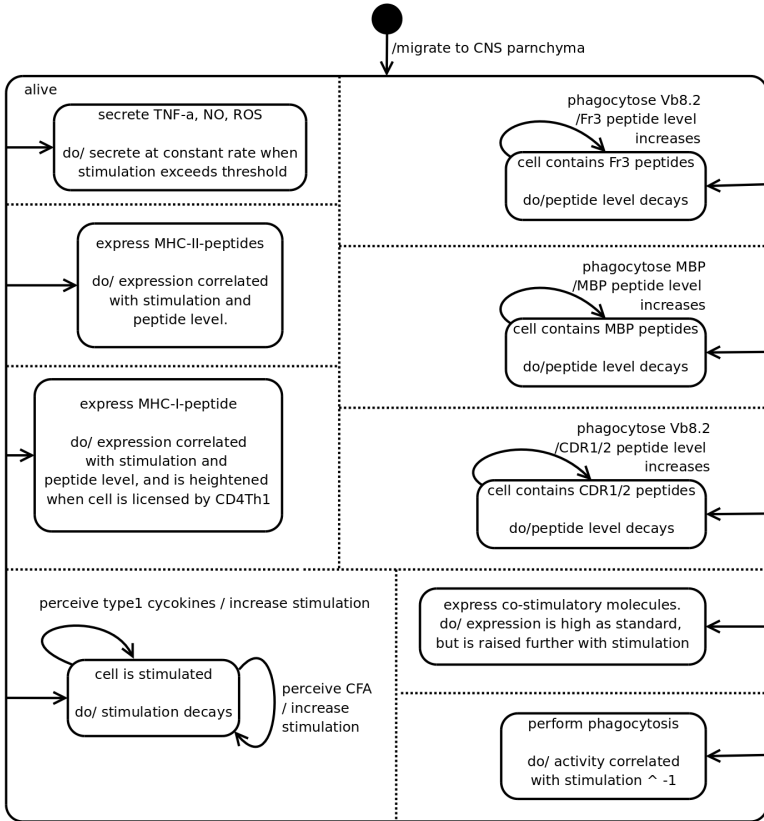 /migrate to CNS parnchyma
alive
secrete TNF-a, NO, ROS
do/ secrete at constant rate when
stimulation exceeds threshold
express MHC-II-peptides
do/ expression correlated
with stimulation and
peptide level.
express MHC-I-peptide
do/ expression correlated
with stimulation and
peptide level, and is heightened
when cell is licensed by CD4Th1
phagocytose Vb8.2
/Fr3 peptide level
increases
cell contains Fr3 peptides
do/peptide level decays
phagocytose MBP
/MBP peptide level
increases
cell contains MBP peptides
do/peptide level decays
phagocytose Vb8.2
/CDR1/2 peptide level
increases
cell contains CDR1/2 peptides
do/peptide level decays
perceive type1 cycokines / increase stimulation
cell is stimulated
do/ stimulation decays
perceive CFA
/ increase
stimulation
express co-stimulatory molecules.
do/ expression is high as standard,
but is raised further with stimulation
perform phagocytosis
do/ activity correlated
with stimulation ^ -1